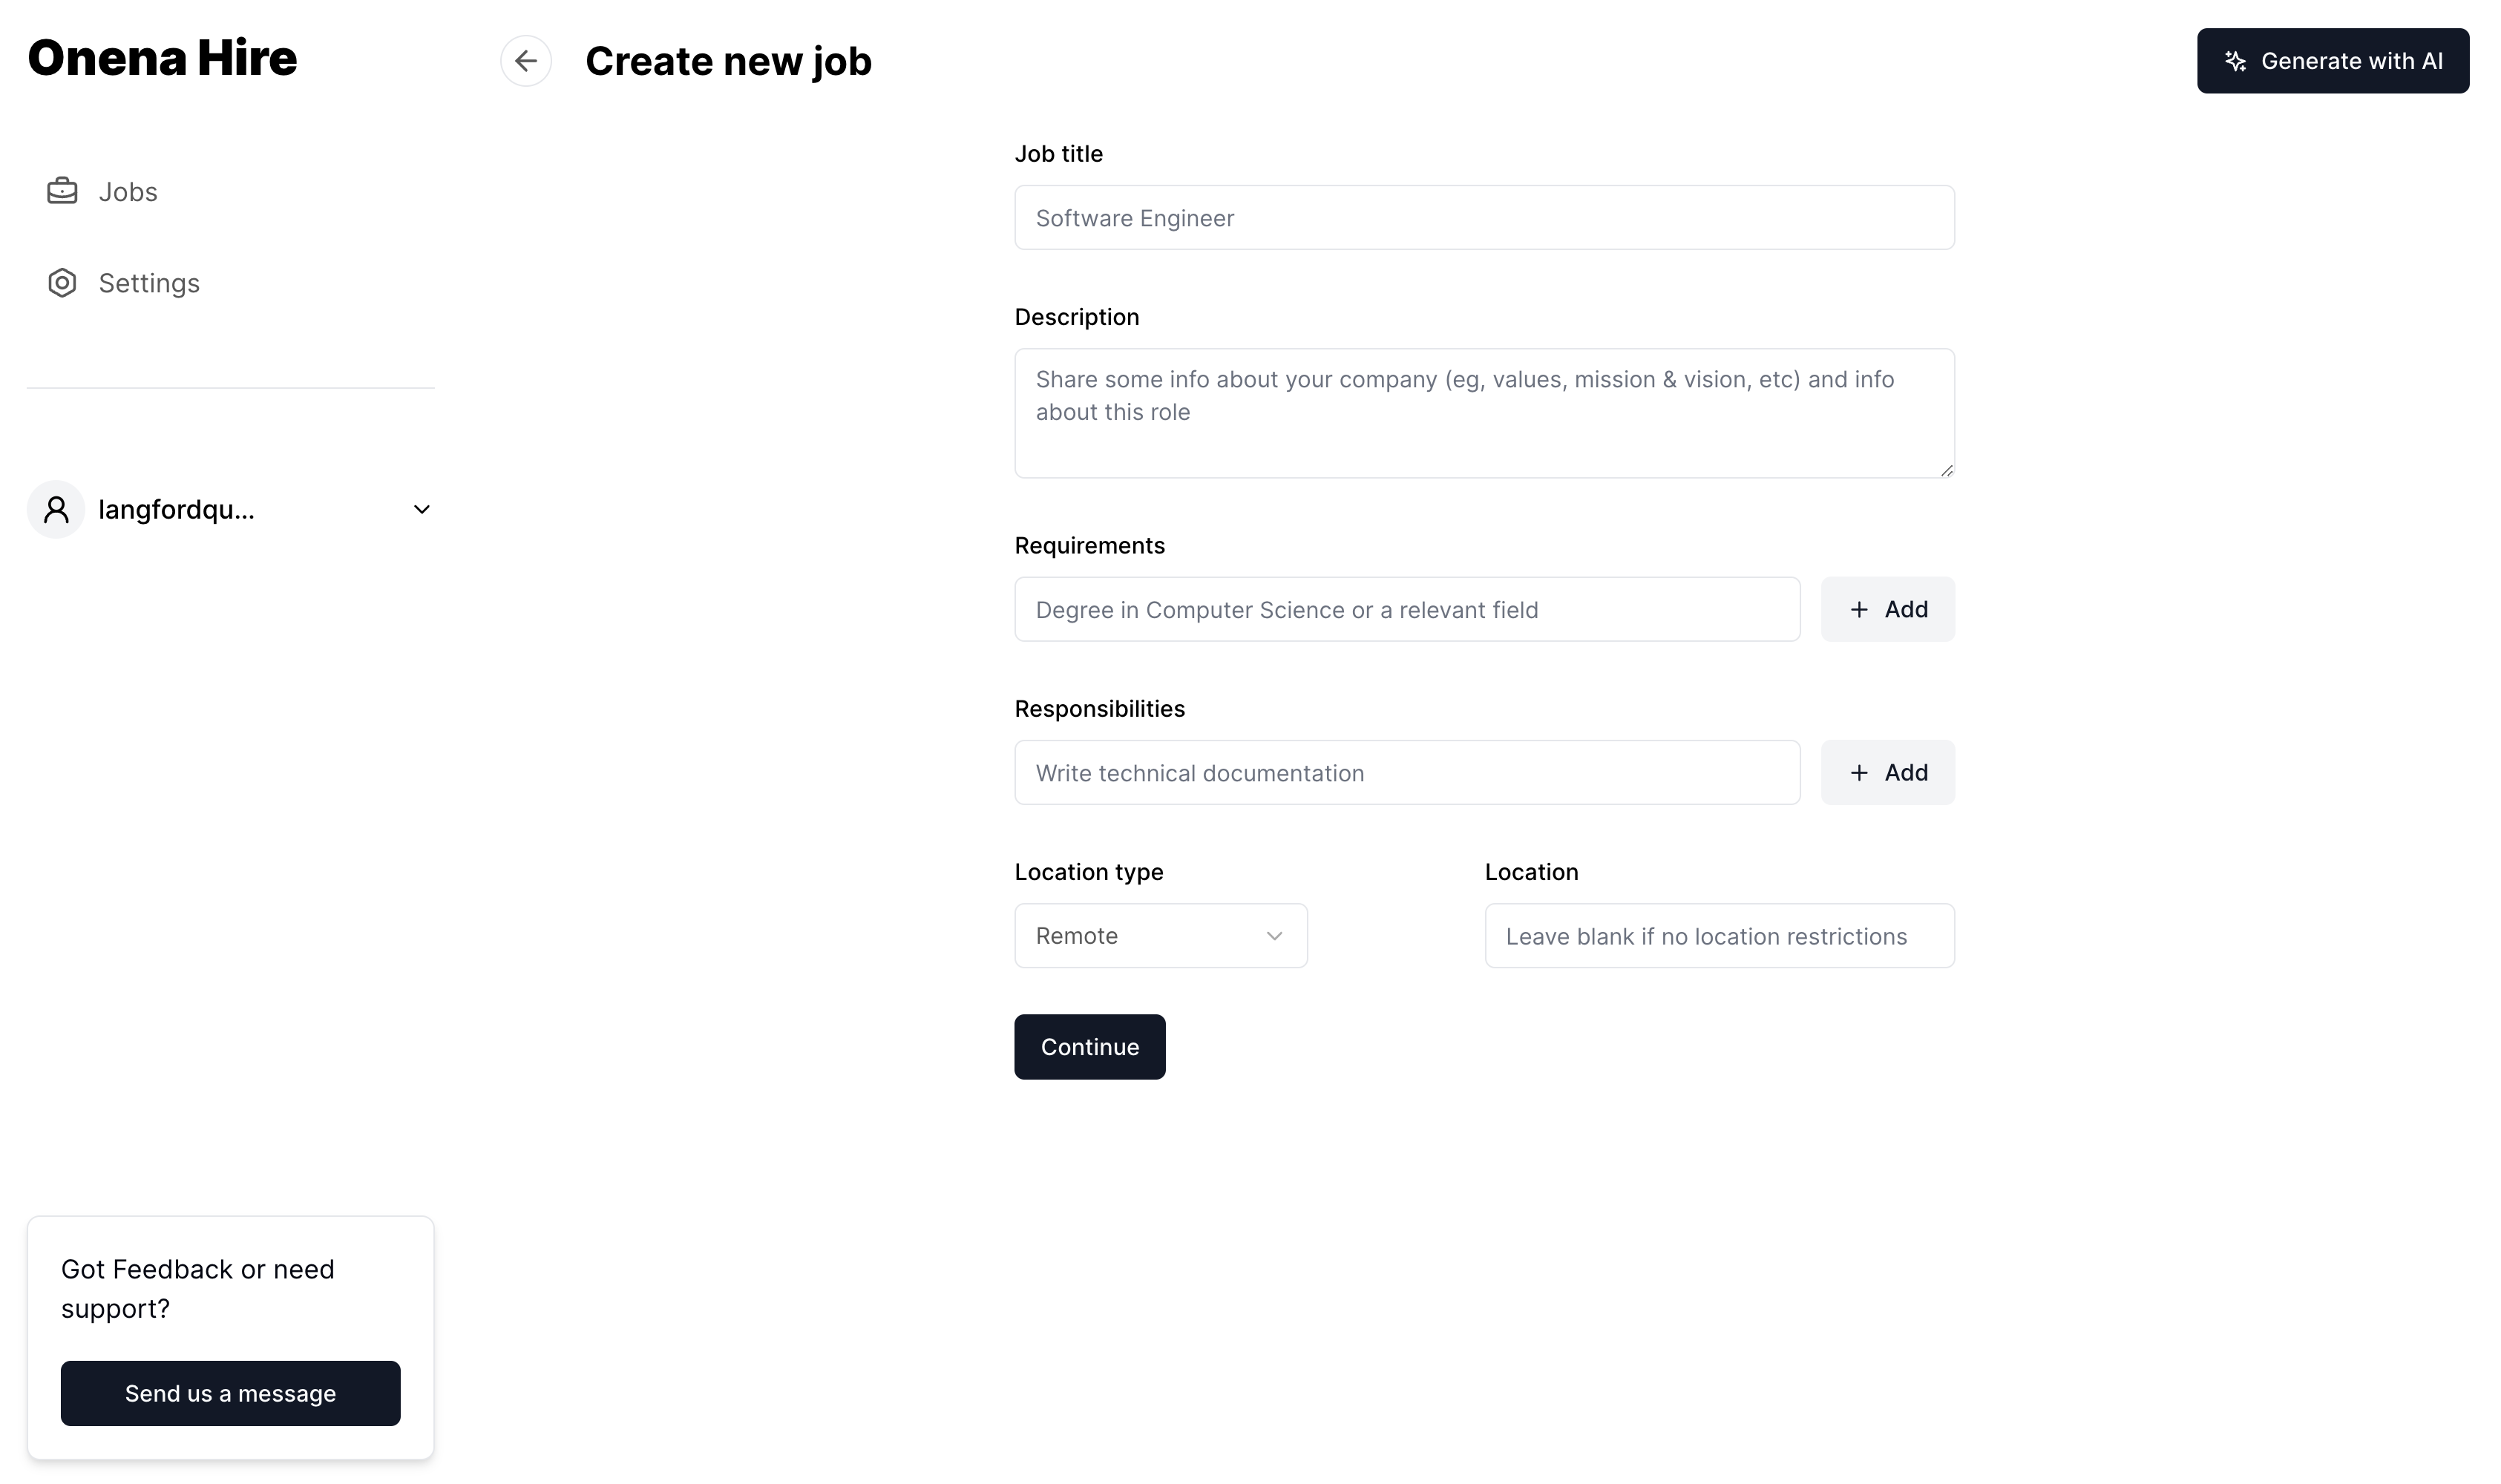 Onena Hire
Create new job
Generate with AI
Jobs
Settings
langfordqu...
Job title
Software Engineer
Description
Share some info about your company (eg, values, mission & vision, etc) and info
about this role
Requirements
Degree in Computer Science or a relevant field
Add
Responsibilities
Write technical documentation
Add
Location type
Location
Remote
Leave blank if no location restrictions
Continue
Got Feedback or need
support?
Send us a message